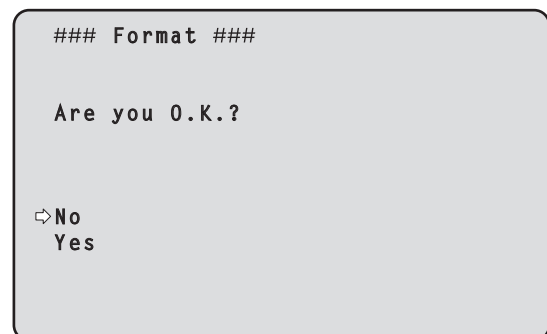 ### Format ###
Are you O.K.?
⇨No
Yes